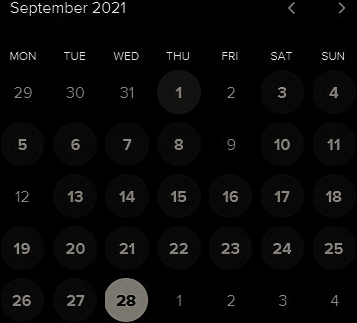 September 2021 < >
MON TUE WED THU FRI SAT SUN
29 30 31 1 2 3 4
5 6 7 8 9 10 11
12 13 14 15 16 17 18
19 20 21 22 23 24 25
26 27 28 1 2 3 4